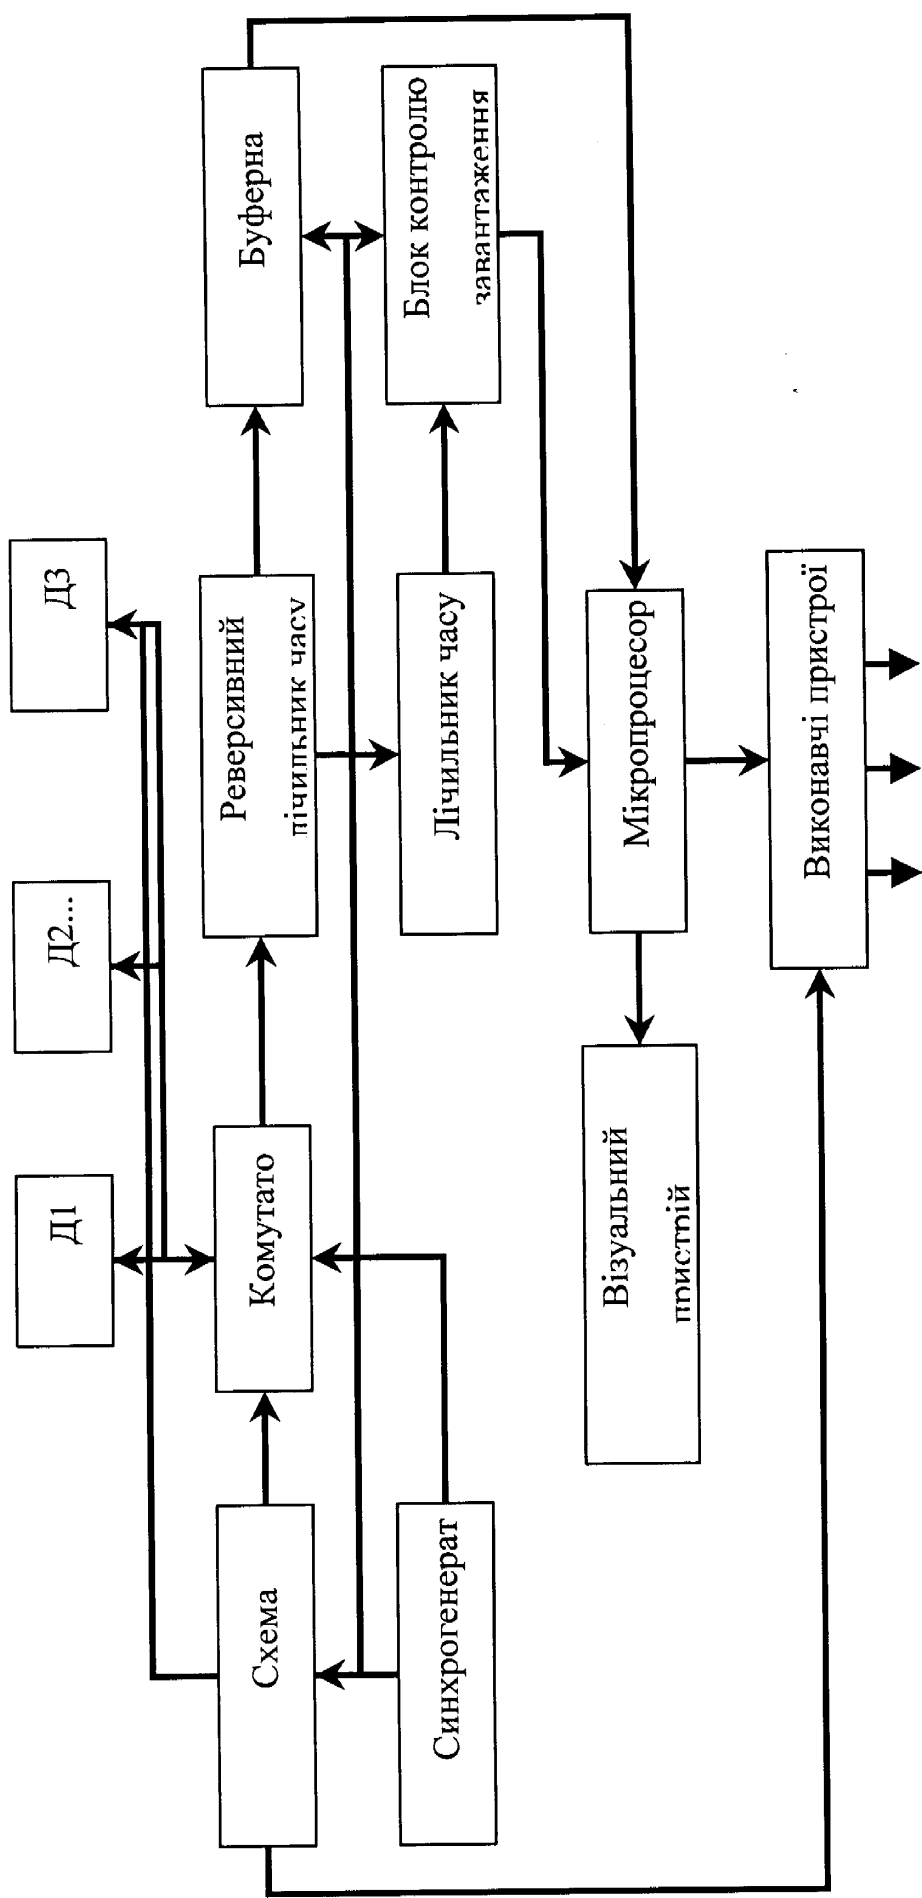 Д1
Д2...
Д3
Схема
Комутато
Реверсивний
лічильник часу
Буферна
Синхрогенерат
Лічильник часу
Блок контролю
завантаження
Візуальний
пристрій
Мікропроцесор
Виконавчі пристрої